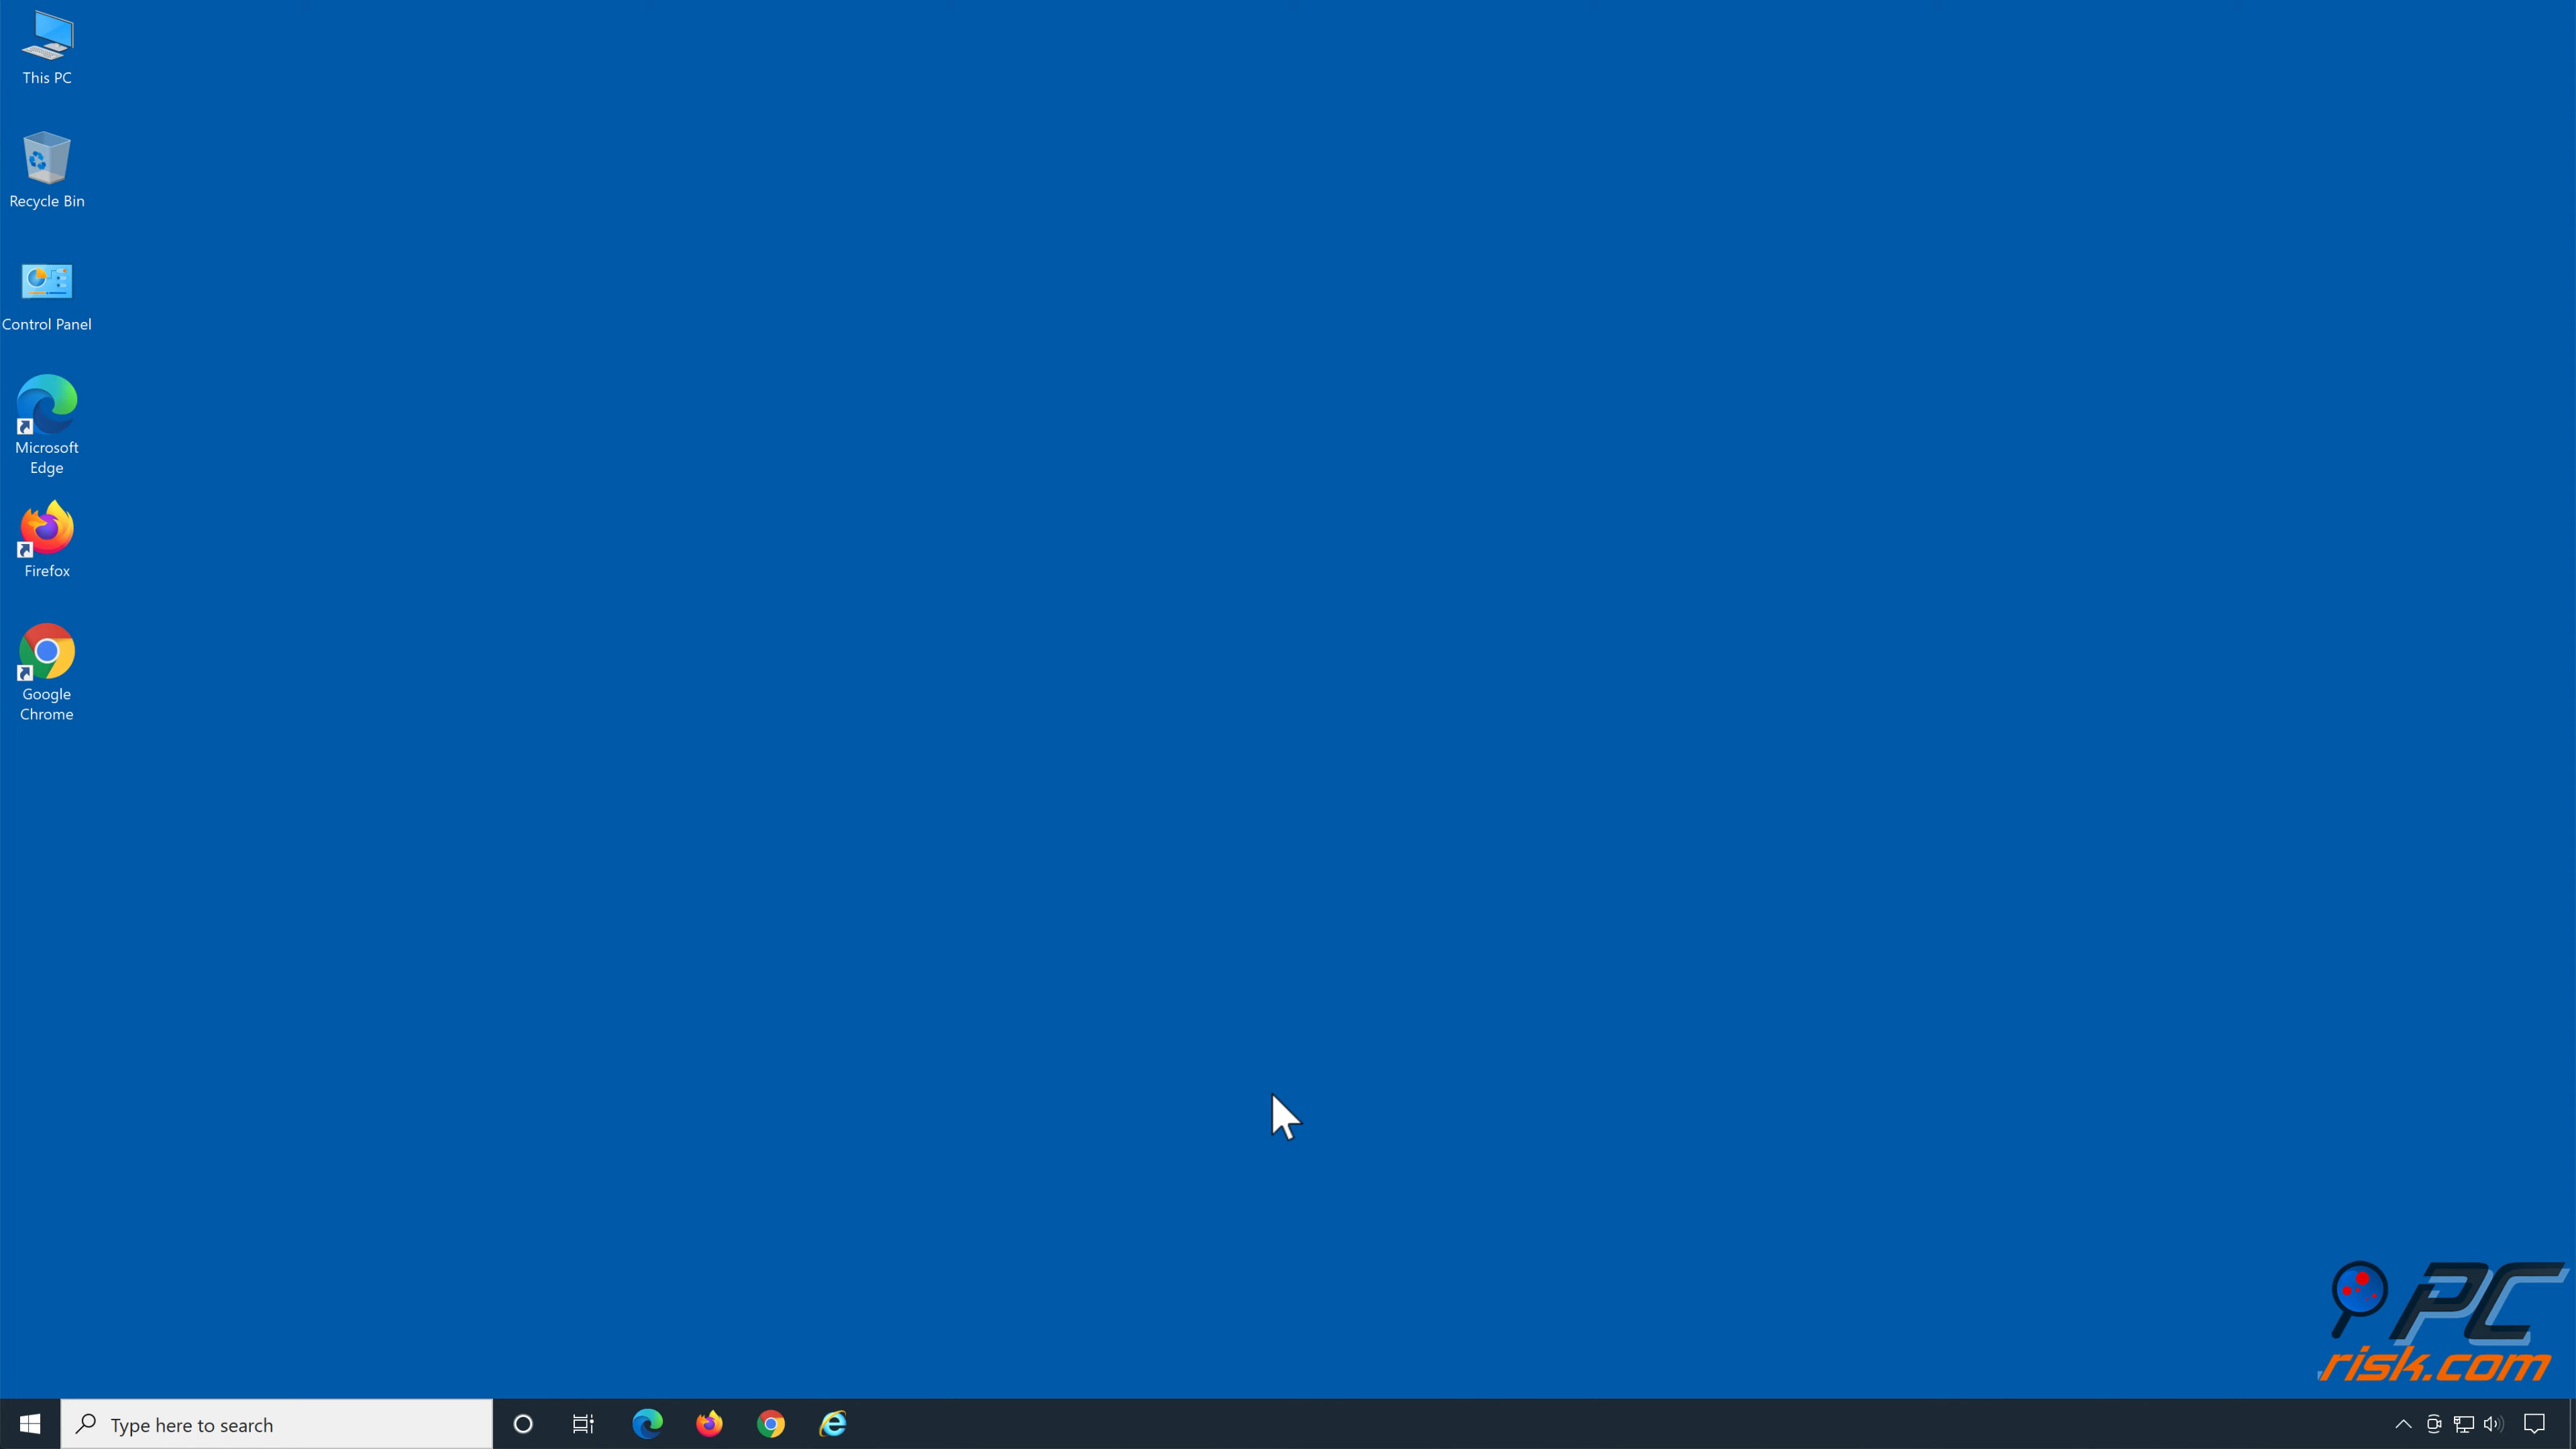 This PC
Recycle Bin
Control Panel
Microsoft
Edge
Firefox
Google
Chrome
PC
risk.com
Type here to search